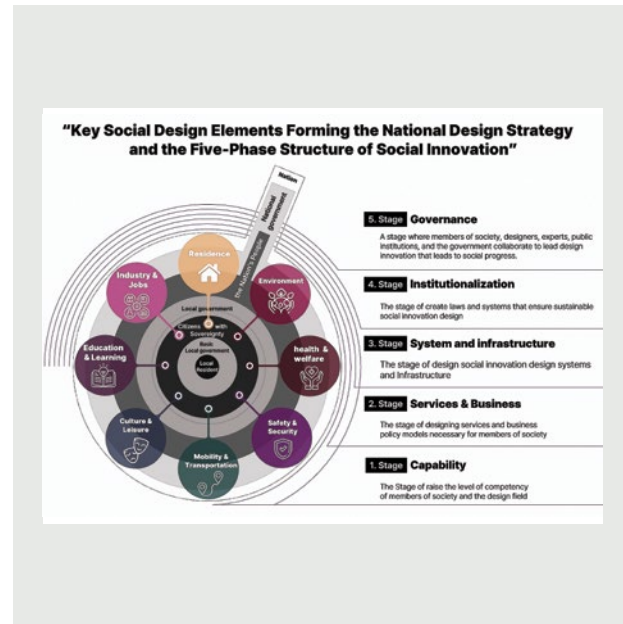 “Key Social Design Elements Forming the National Design Strategy
and the Five-Phase Structure of Social Innovation”
Nation
National
government
the Nation's People
Residence
Industry &
Jobs
Environment
Local government
Citizens with
Sovereignty
Basic
Local government
Local
Resident
Education
& Learning
health &
welfare
Culture &
Leisure
Safety &
Security
Mobility &
Transportation
5. Stage Governance
A stage where members of society, designers, experts, public
institutions, and the government collaborate to lead design
innovation that leads to social progress.
4. Stage Institutionalization
The stage of create laws and systems that ensure sustainable
social innovation design
3. Stage System and infrastructure
The stage of design social innovation design systems
and Infrastructure
2. Stage Services & Business
The stage of designing services and business
policy models necessary for members of society
1. Stage Capability
The Stage of raise the level of competency
of members of society and the design field